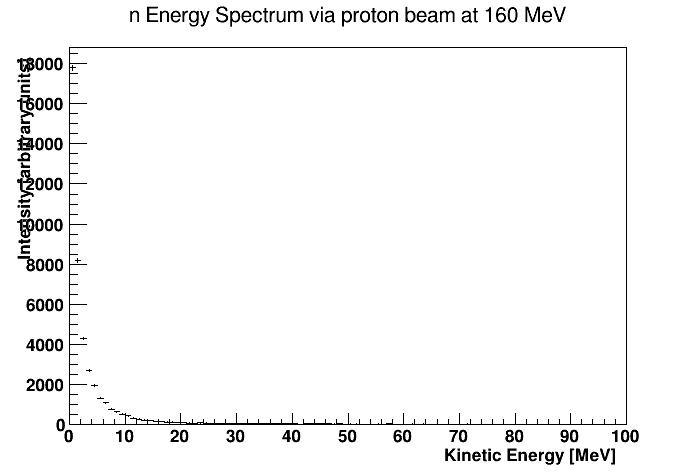 n Energy Spectrum via proton beam at 160 MeV
Intensity (arbitrary units)
18000
16000
14000
12000
10000
8000
6000
4000
2000
0
0 10 20 30 40 50 60 70 80 90 100
Kinetic Energy [MeV]